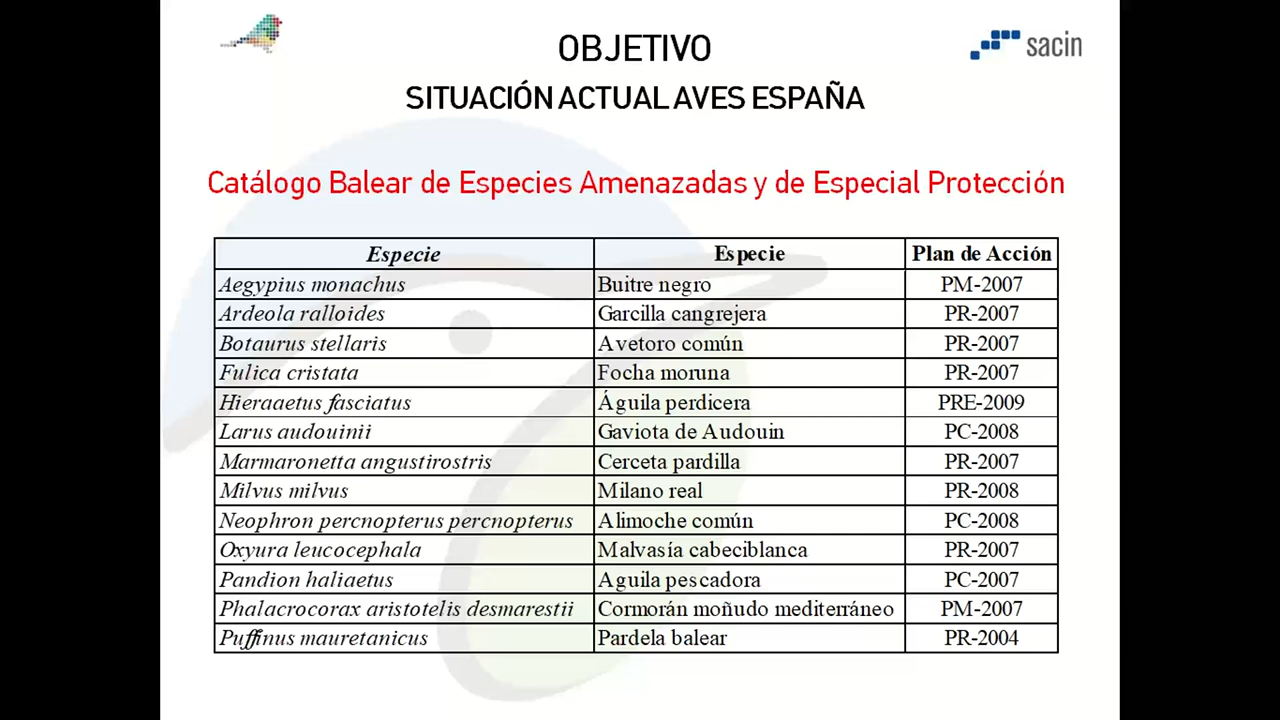 OBJETIVO
sacin
SITUACIÓN ACTUAL AVES ESPAÑA
Catálogo Balear de Especies Amenazadas y de Especial Protección
Especie Especie Plan de Acción
Aegypius monachus Buitre negro PM-2007
Ardeola ralloides Garcilla cangrejera PR-2007
Botaurus stellaris Avetoro común PR-2007
Fulica cristata Focha moruna PR-2007
Hieraaetus fasciatus Águila perdicera PRE-2009
Larus audouinii Gaviota de Audouin PC-2008
Marmaronetta angustirostris Cerceta pardilla PR-2007
Milvus milvus Milano real PR-2008
Neophron percnopterus percnopterus Alimoche común PC-2008
Oxyura leucocephala Malvasía cabeciblanca PR-2007
Pandion haliaetus Aguila pescadora PC-2007
Phalacrocorax aristotelis desmarestii Cormorán moñudo mediterráneo PM-2007
Puffinus mauretanicus Pardela balear PR-2004